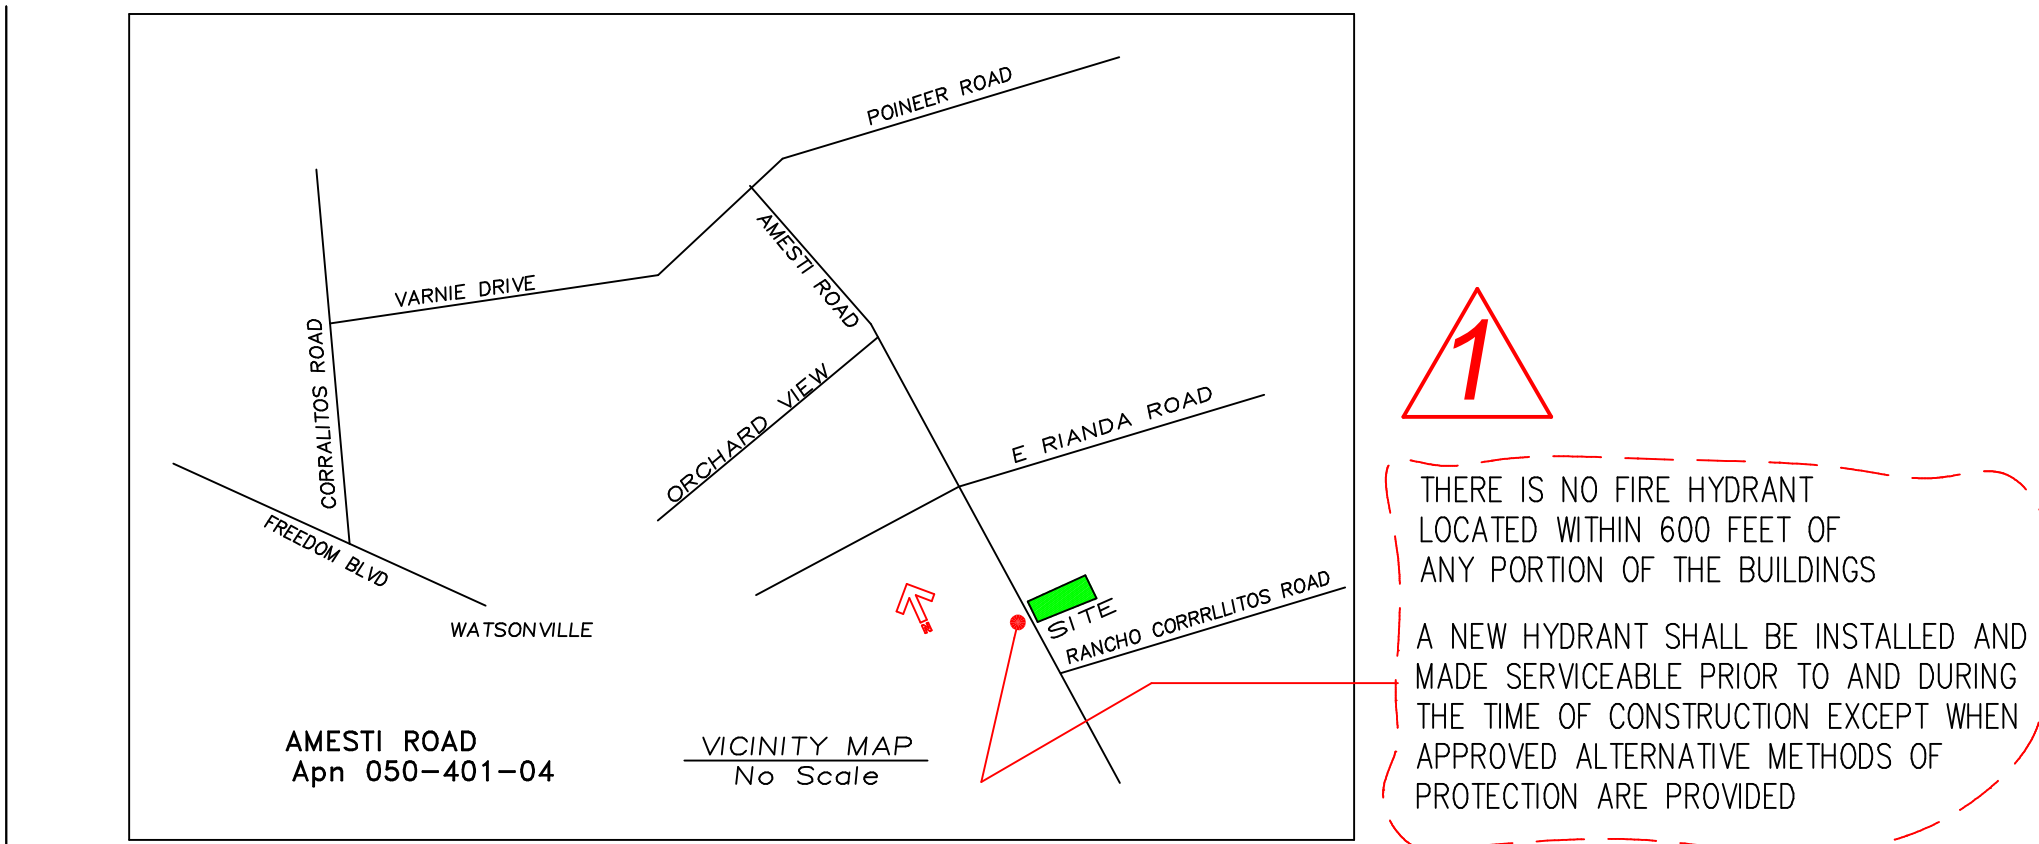 POINEER ROAD
AMESTI ROAD
VARNIE DRIVE
CORRALITOS ROAD
ORCHARD VIEW
E RIANDA ROAD
FREEDOM BLVD
WATSONVILLE
SITE
RANCHO CORRRLLITOS ROAD
AMESTI ROAD
Apn 050-401-04
VICINITY MAP
No Scale
1
THERE IS NO FIRE HYDRANT
LOCATED WITHIN 600 FEET OF
ANY PORTION OF THE BUILDINGS
A NEW HYDRANT SHALL BE INSTALLED AND
MADE SERVICEABLE PRIOR TO AND DURING
THE TIME OF CONSTRUCTION EXCEPT WHEN
APPROVED ALTERNATIVE METHODS OF
PROTECTION ARE PROVIDED